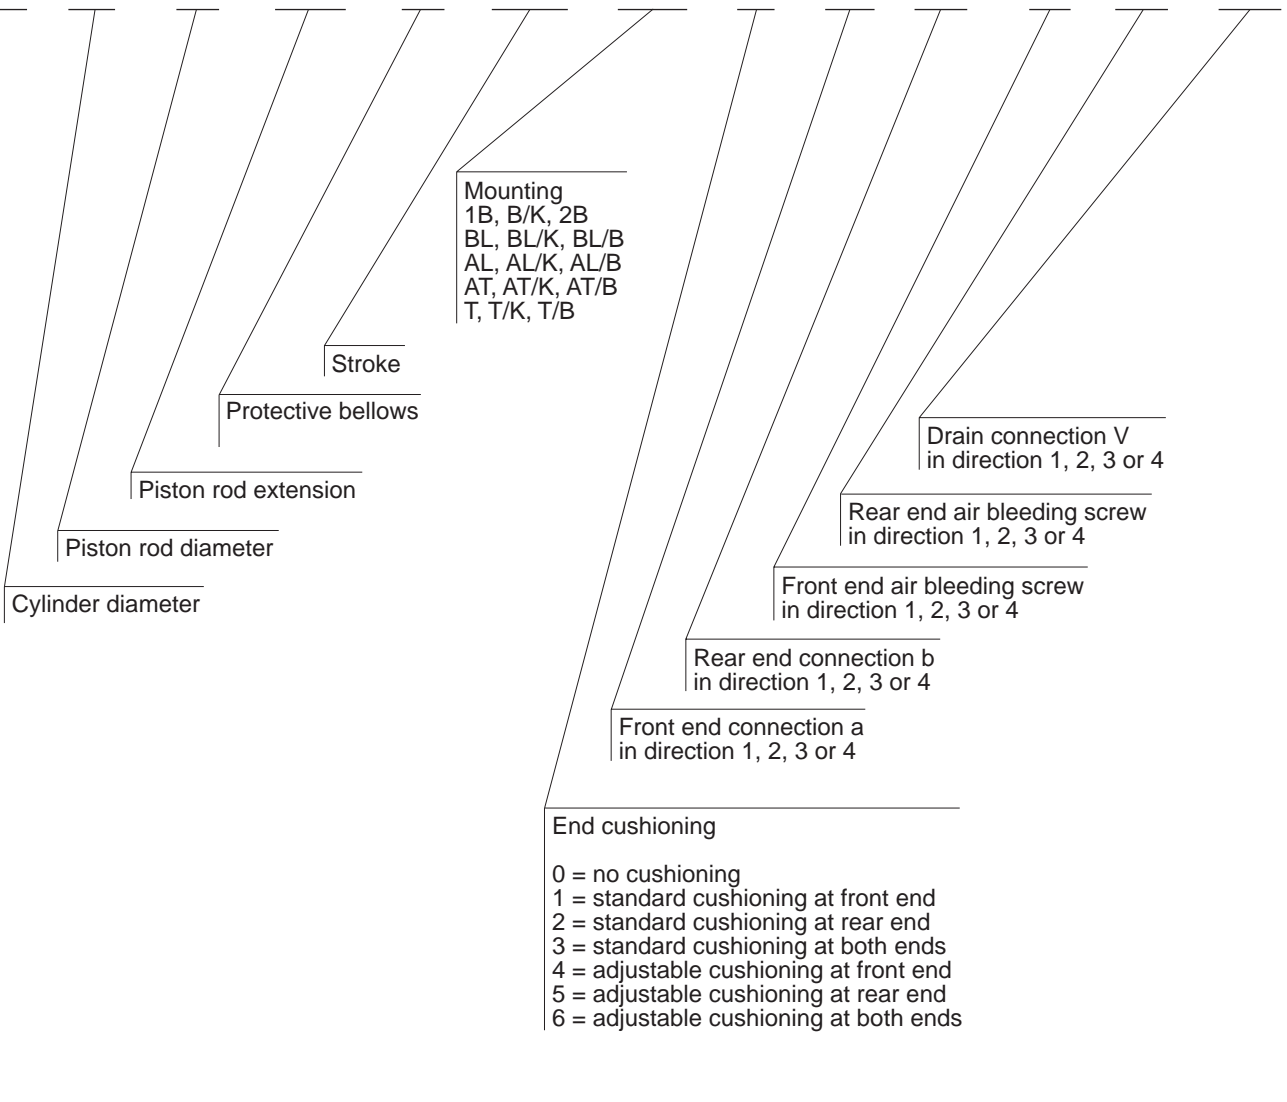 Mounting
1B, B/K, 2B
BL, BL/K, BL/B
AL, AL/K, AL/B
AT, AT/K, AT/B
T, T/K, T/B
Stroke
Protective bellows
Piston rod extension
Piston rod diameter
Cylinder diameter
Drain connection V
in direction 1, 2, 3 or 4
Rear end air bleeding screw
in direction 1, 2, 3 or 4
Front end air bleeding screw
in direction 1, 2, 3 or 4
Rear end connection b
in direction 1, 2, 3 or 4
Front end connection a
in direction 1, 2, 3 or 4
End cushioning
0 = no cushioning
1 = standard cushioning at front end
2 = standard cushioning at rear end
3 = standard cushioning at both ends
4 = adjustable cushioning at front end
5 = adjustable cushioning at rear end
6 = adjustable cushioning at both ends